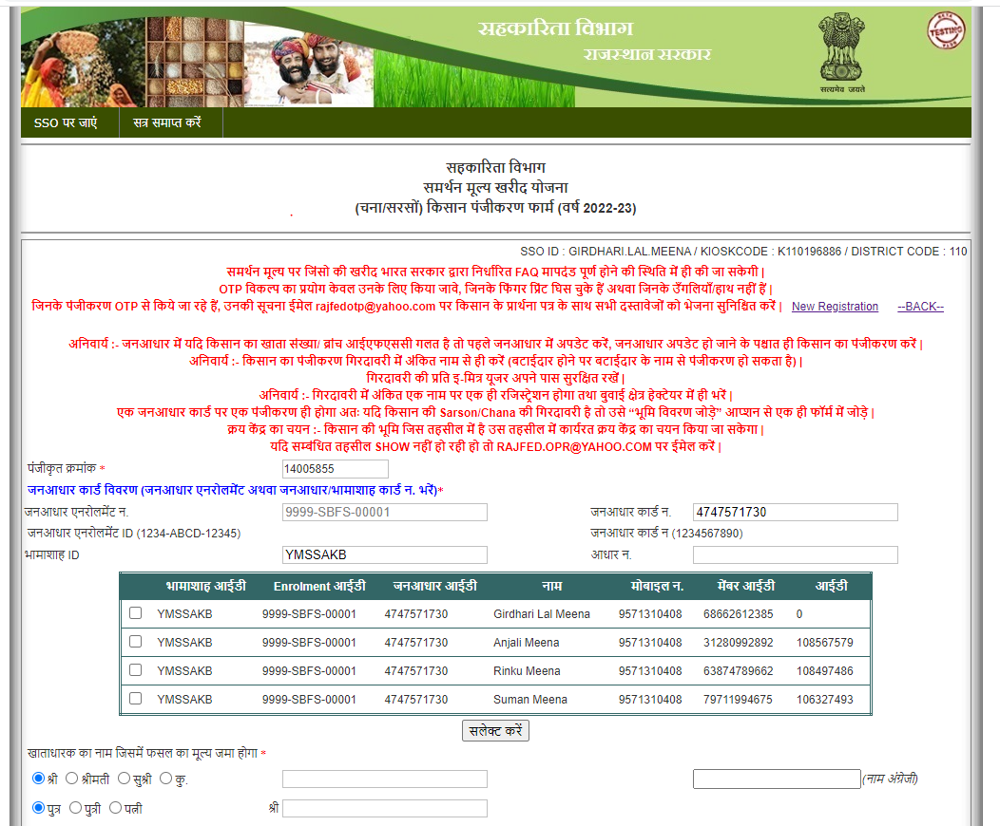 सहकारिता विभाग
राजस्थान सरकार
सत्यमेव जयते
BETA
TESTING
SSO पर जाएं सत्र समाप्त करें
सहकारिता विभाग
समर्थन मूल्य खरीद योजना
(चना/सरसों) किसान पंजीकरण फार्म (वर्ष 2022-23)
SSO ID : GIRDHARI.LAL.MEENA / KIOSKCODE : K110196886 / DISTRICT CODE : 110
समर्थन मूल्य पर जिंसो की खरीद भारत सरकार द्वारा निर्धारित FAQ मापदंड पूर्ण होने की स्थिति में ही की जा सकेगी |
OTP विकल्प का प्रयोग केवल उनके लिए किया जावे, जिनके फिंगर प्रिंट घिस चुके हैं अथवा जिनके उँगलियाँ/हाथ नहीं हैं |
जिनके पंजीकरण OTP से किये जा रहे हैं, उनकी सूचना ईमेल rajfedotp@yahoo.com पर किसान के प्रार्थना पत्र के साथ सभी दस्तावेजों को भेजना सुनिश्चित करें | New Registration --BACK--
अनिवार्य :- जनआधार में यदि किसान का खाता संख्या/ ब्रांच आईएफएससी गलत है तो पहले जनआधार में अपडेट करें, जनआधार अपडेट हो जाने के पश्चात ही किसान का पंजीकरण करें |
अनिवार्य :- किसान का पंजीकरण गिरदावरी में अंकित नाम से ही करें (बटाईदार होने पर बटाईदार के नाम से पंजीकरण हो सकता है) |
गिरदावरी की प्रति इ-मित्र यूजर अपने पास सुरक्षित रखें |
अनिवार्य :- गिरदावरी में अंकित एक नाम पर एक ही रजिस्ट्रेशन होगा तथा बुवाई क्षेत्र हेक्टेयर में ही भरें |
एक जनआधार कार्ड पर एक पंजीकरण ही होगा अतः यदि किसान की Sarson/Chana की गिरदावरी है तो उसे “भूमि विवरण जोड़े” आप्शन से एक ही फॉर्म में जोड़े |
क्रय केंद्र का चयन :- किसान की भूमि जिस तहसील में है उस तहसील में कार्यरत क्रय केंद्र का चयन किया जा सकेगा |
यदि सम्बंधित तहसील SHOW नहीं हो रही हो तो RAJFED.OPR@YAHOO.COM पर ईमेल करें |
पंजीकृत क्रमांक * 14005855
जनआधार कार्ड विवरण (जनआधार एनरोलमेंट अथवा जनआधार/भामाशाह कार्ड न. भरें)*
जनआधार एनरोलमेंट न. 9999-SBFS-00001 जनआधार कार्ड न. 4747571730
जनआधार एनरोलमेंट ID (1234-ABCD-12345) जनआधार कार्ड न (1234567890)
भामाशाह ID YMSSAKB आधार न.
भामाशाह आईडी Enrolment आईडी जनआधार आईडी नाम मोबाइल न. मेंबर आईडी आईडी
YMSSAKB 9999-SBFS-00001 4747571730 Girdhari Lal Meena 9571310408 68662612385 0
YMSSAKB 9999-SBFS-00001 4747571730 Anjali Meena 9571310408 31280992892 108567579
YMSSAKB 9999-SBFS-00001 4747571730 Rinku Meena 9571310408 63874789662 108497486
YMSSAKB 9999-SBFS-00001 4747571730 Suman Meena 9571310408 79711994675 106327493
सलेक्ट करें
खाताधारक का नाम जिसमें फसल का मूल्य जमा होगा *
श्री श्रीमती सुश्री कु. (नाम अंग्रेजी)
पुत्र पुत्री पत्नी श्री